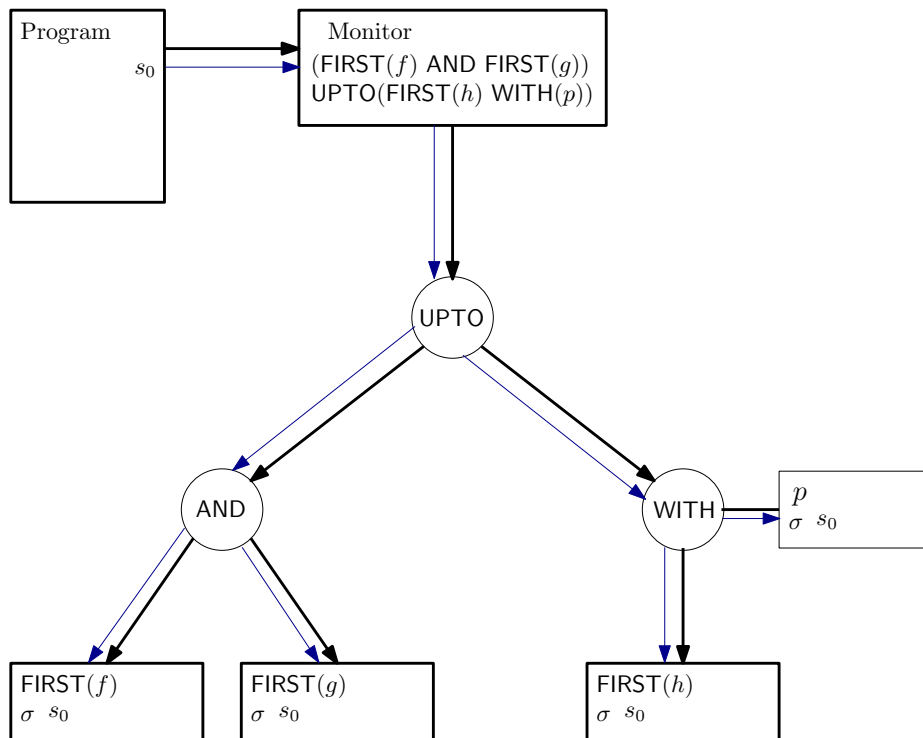 Program
s₀
Monitor
(FIRST(f) AND FIRST(g))
UPTO(FIRST(h) WITH(p))
UPTO
AND
WITH
p
σ s₀
FIRST(f)
σ s₀
FIRST(g)
σ s₀
FIRST(h)
σ s₀